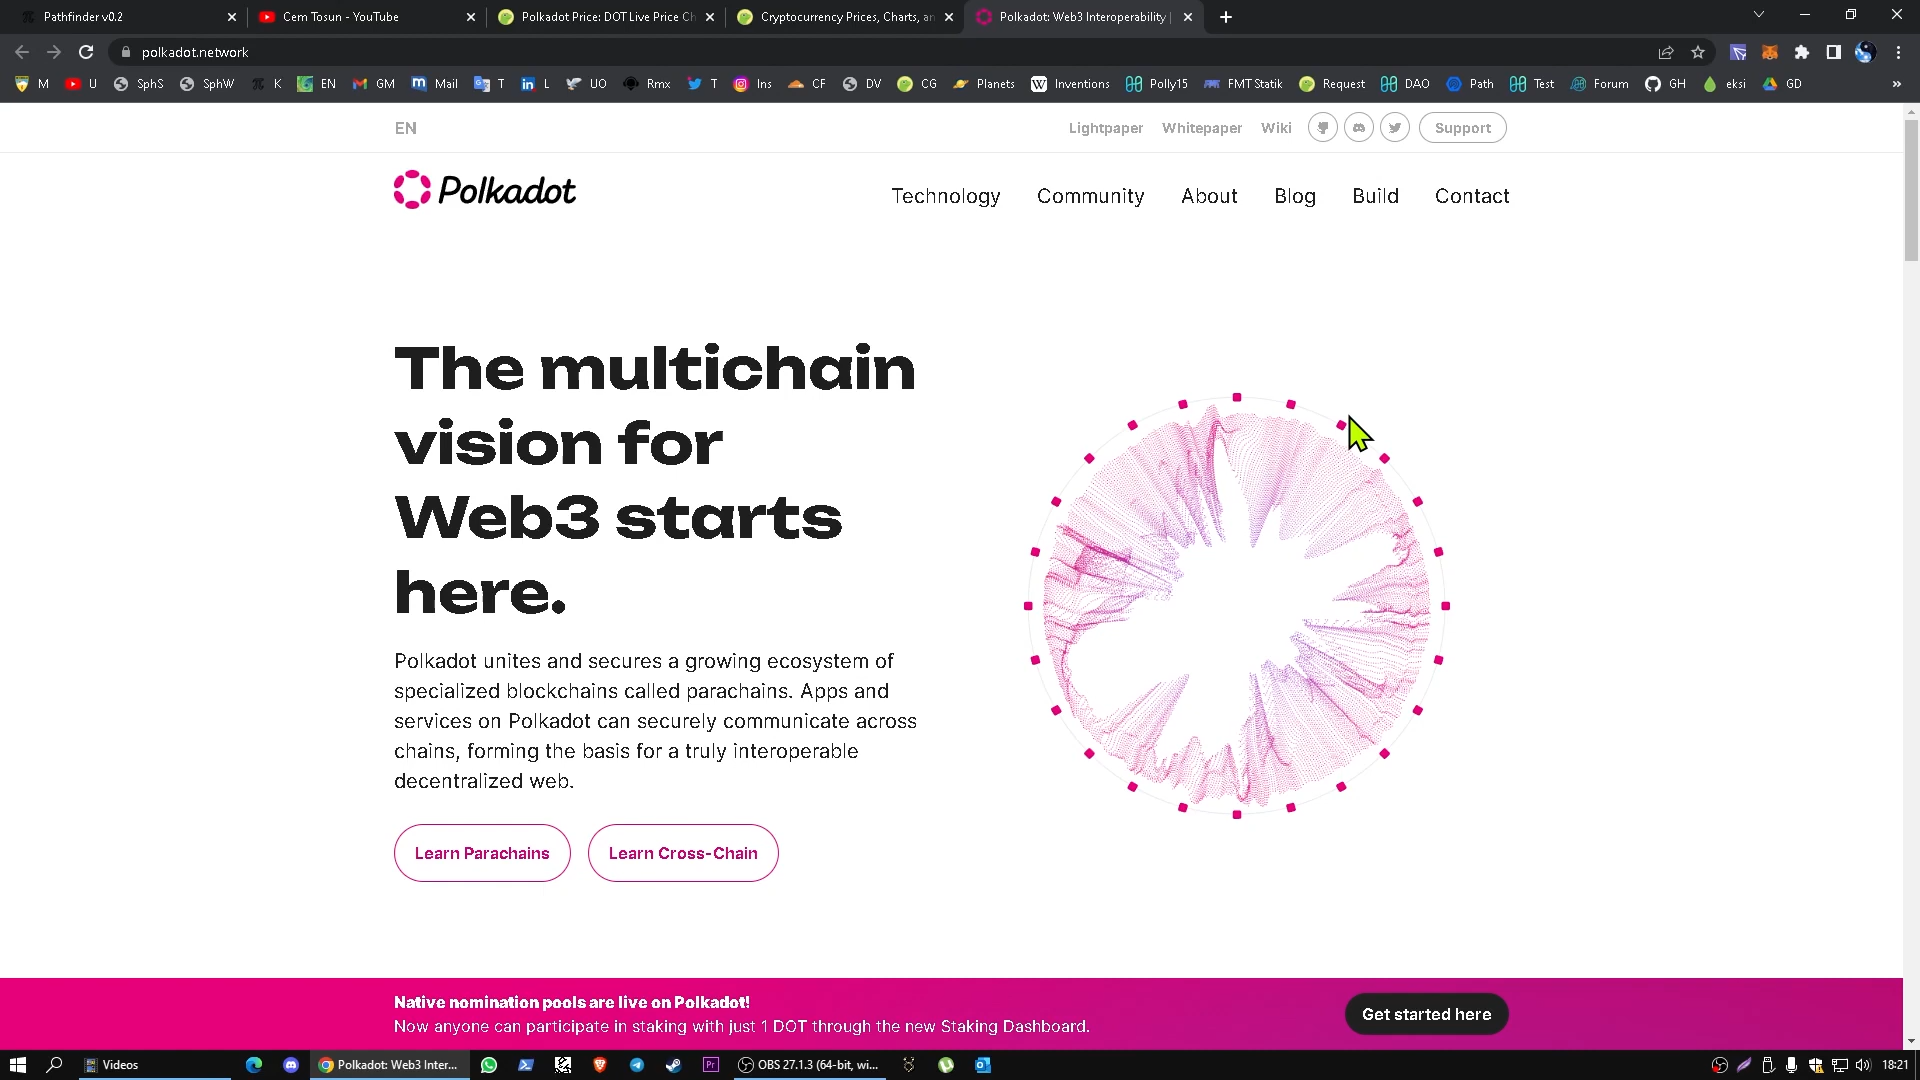 Pathfinder v0.2
Cem Tosun - YouTube
Polkadot Price: DOT Live Price Ch
Cryptocurrency Prices, Charts, an
Polkadot: Web3 Interoperability |
polkadot.network
M U SphS SphW K EN GM Mail T L UO Rmx T Ins CF DV CG Planets Inventions Polly15 FMT Statik Request DAO Path Test Forum GH eksi GD »
EN
Lightpaper Whitepaper Wiki Support
Polkadot
Technology Community About Blog Build Contact
The multichain
vision for
Web3 starts
here.
Polkadot unites and secures a growing ecosystem of
specialized blockchains called parachains. Apps and
services on Polkadot can securely communicate across
chains, forming the basis for a truly interoperable
decentralized web.
Learn Parachains Learn Cross-Chain
Native nomination pools are live on Polkadot!
Now anyone can participate in staking with just 1 DOT through the new Staking Dashboard.
Get started here
Videos
Polkadot: Web3 Inter...
Pr
OBS 27.1.3 (64-bit, wi...
18:21